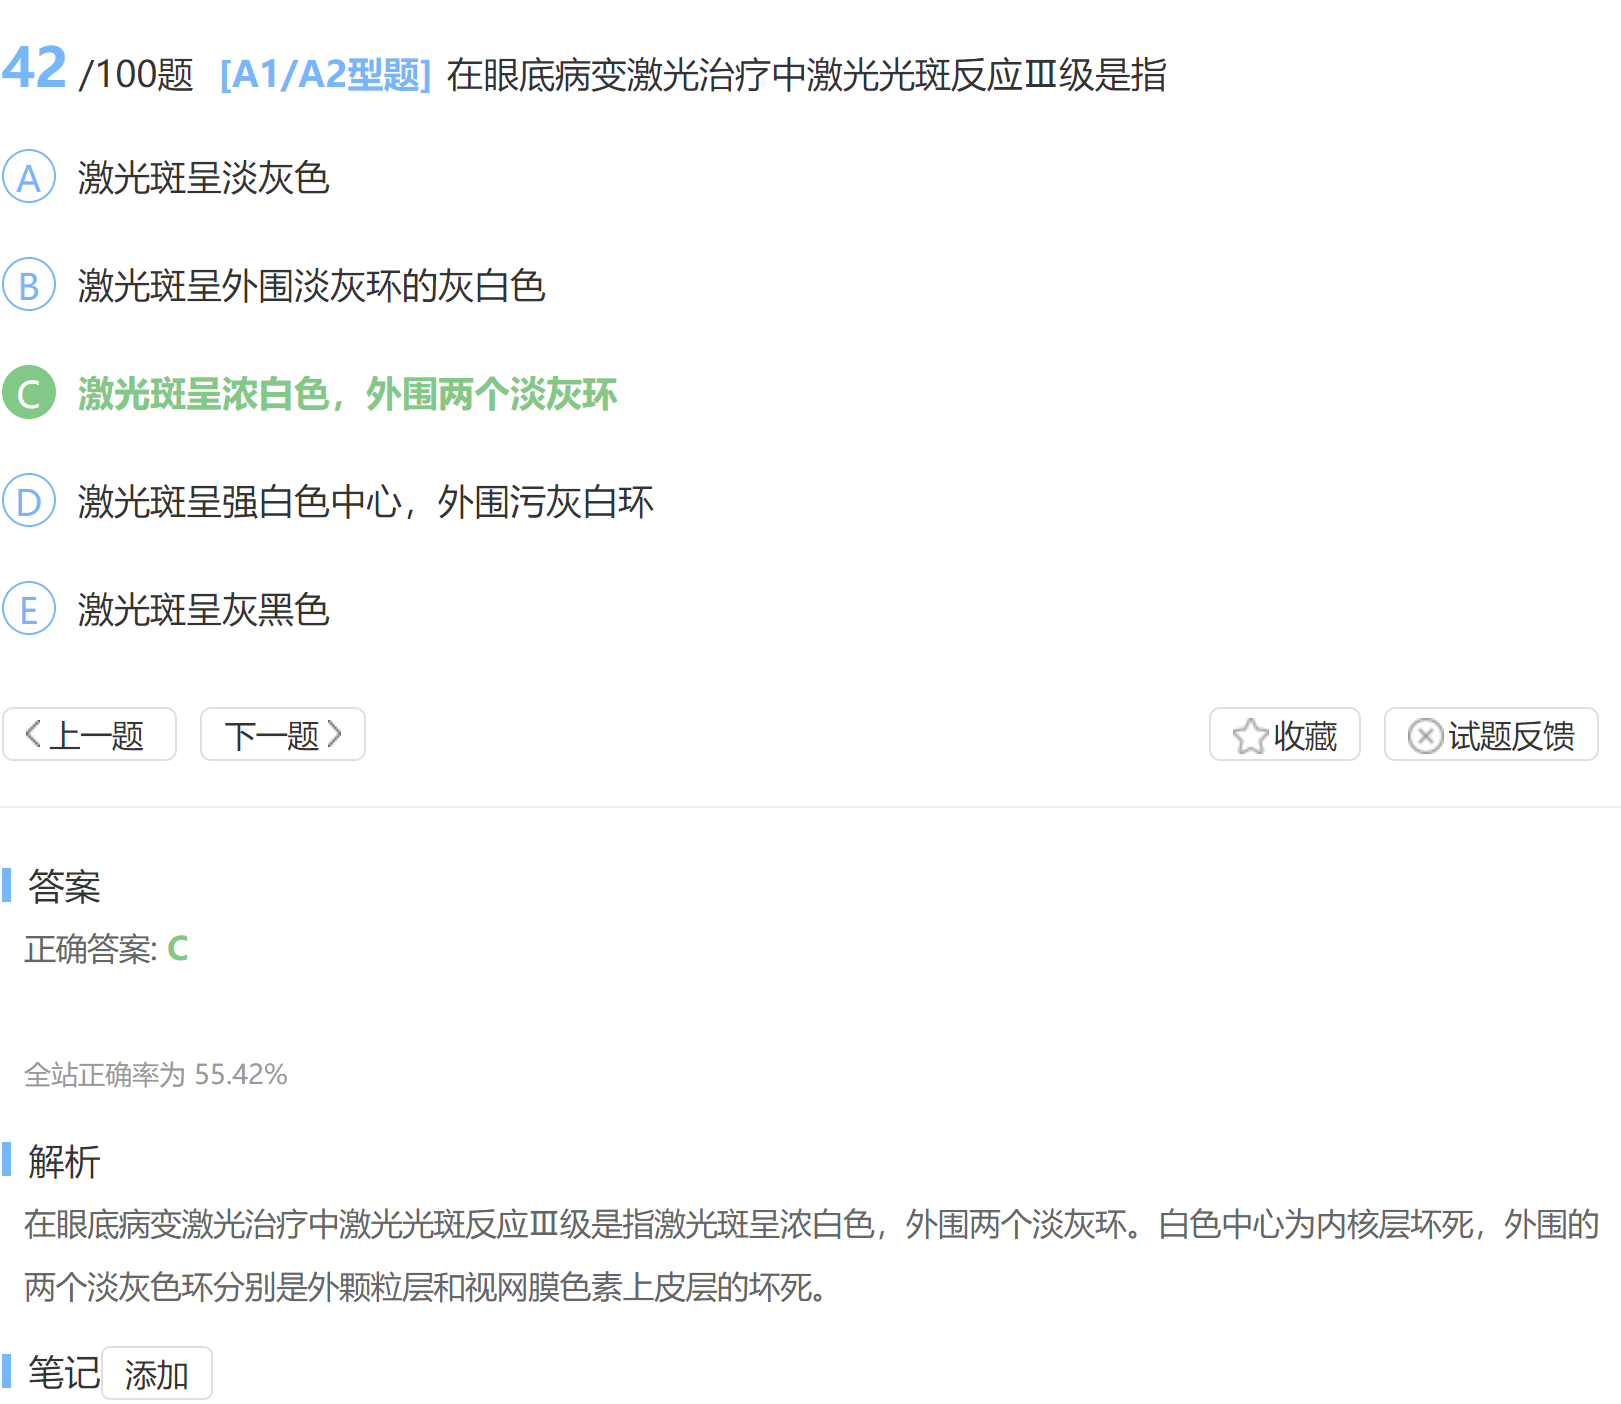 42 /100题 [A1/A2型题] 在眼底病变激光治疗中激光光斑反应Ⅲ级是指
A 激光斑呈淡灰色
B 激光斑呈外围淡灰环的灰白色
C 激光斑呈浓白色，外围两个淡灰环
D 激光斑呈强白色中心，外围污灰白环
E 激光斑呈灰黑色
上一题 下一题 收藏 试题反馈
答案
正确答案: C
全站正确率为 55.42%
解析
在眼底病变激光治疗中激光光斑反应Ⅲ级是指激光斑呈浓白色，外围两个淡灰环。白色中心为内核层坏死，外围的
两个淡灰色环分别是外颗粒层和视网膜色素上皮层的坏死。
笔记 添加